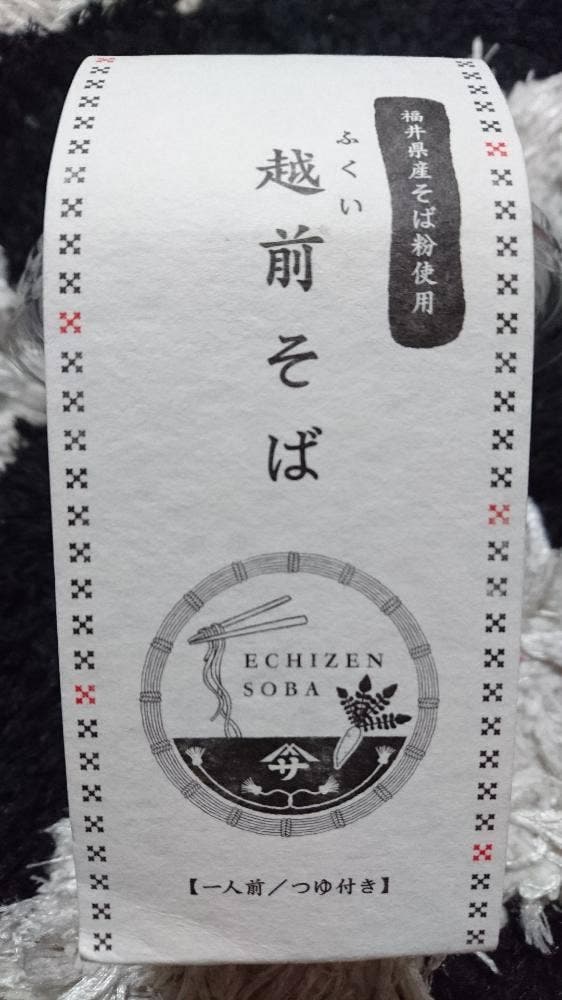 福井県産そば粉使用
ふくい
越前そば
ECHIZEN
SOBA
サ
【一人前／つゆ付き】